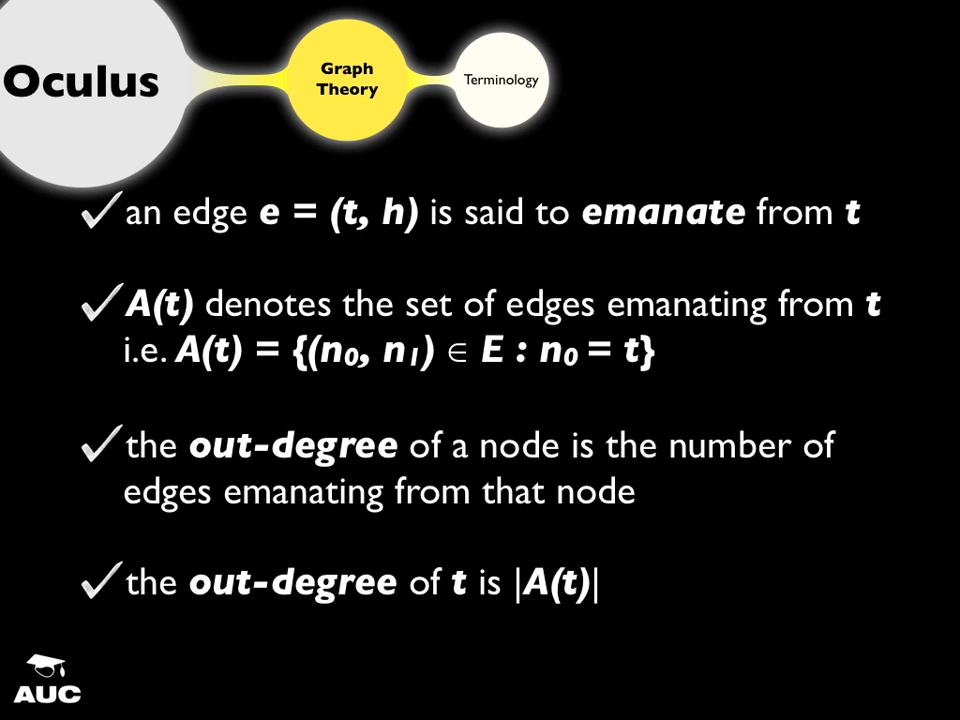 Oculus
Graph
Theory
Terminology
an edge e = (t, h) is said to emanate from t
A(t) denotes the set of edges emanating from t
i.e. A(t) = {(n₀, n₁) ∈ E : n₀ = t}
the out-degree of a node is the number of
edges emanating from that node
the out-degree of t is |A(t)|
AUC